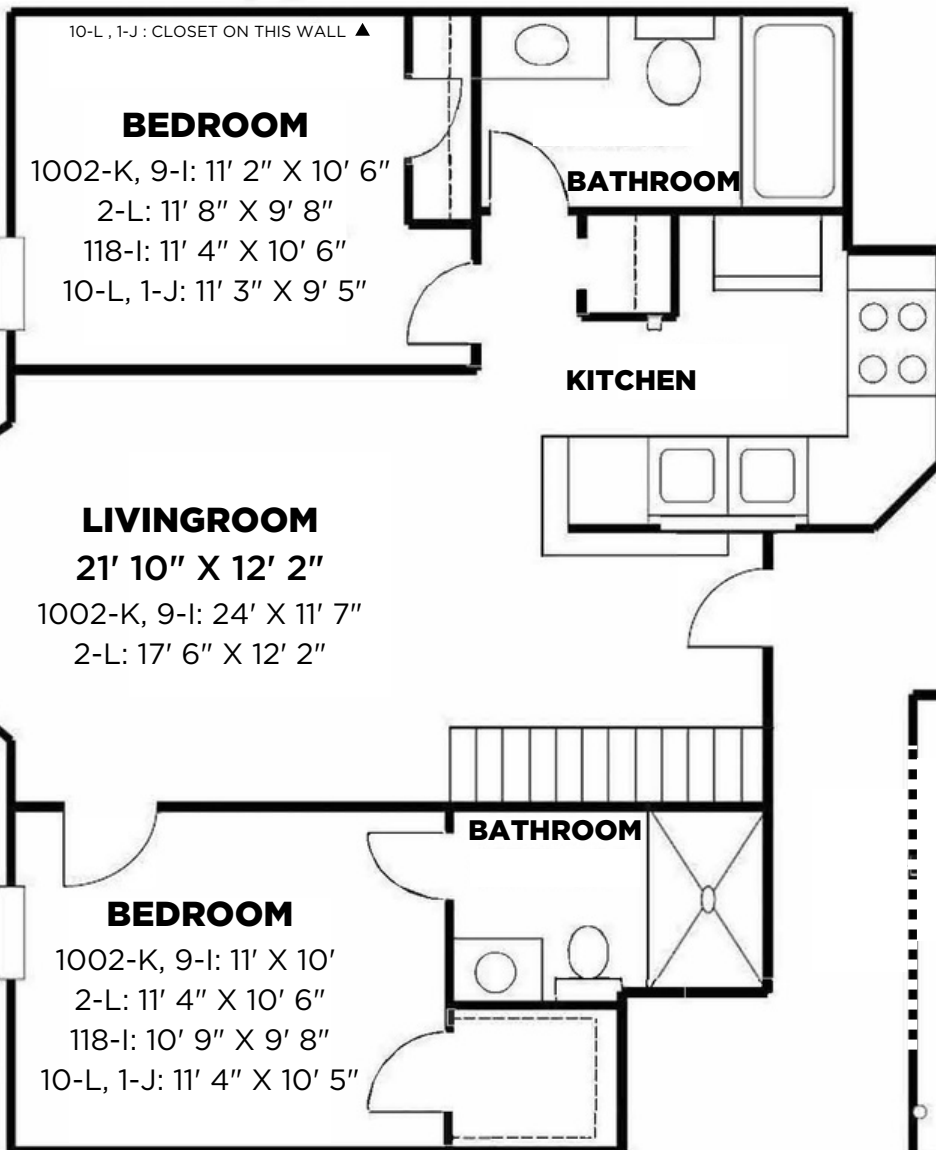 10-L , 1-J : CLOSET ON THIS WALL ▲
BEDROOM
1002-K, 9-I: 11' 2" X 10' 6"
2-L: 11' 8" X 9' 8"
118-I: 11' 4" X 10' 6"
10-L, 1-J: 11' 3" X 9' 5"
BATHROOM
KITCHEN
LIVINGROOM
21' 10" X 12' 2"
1002-K, 9-I: 24' X 11' 7"
2-L: 17' 6" X 12' 2"
BATHROOM
BEDROOM
1002-K, 9-I: 11' X 10'
2-L: 11' 4" X 10' 6"
118-I: 10' 9" X 9' 8"
10-L, 1-J: 11' 4" X 10' 5"